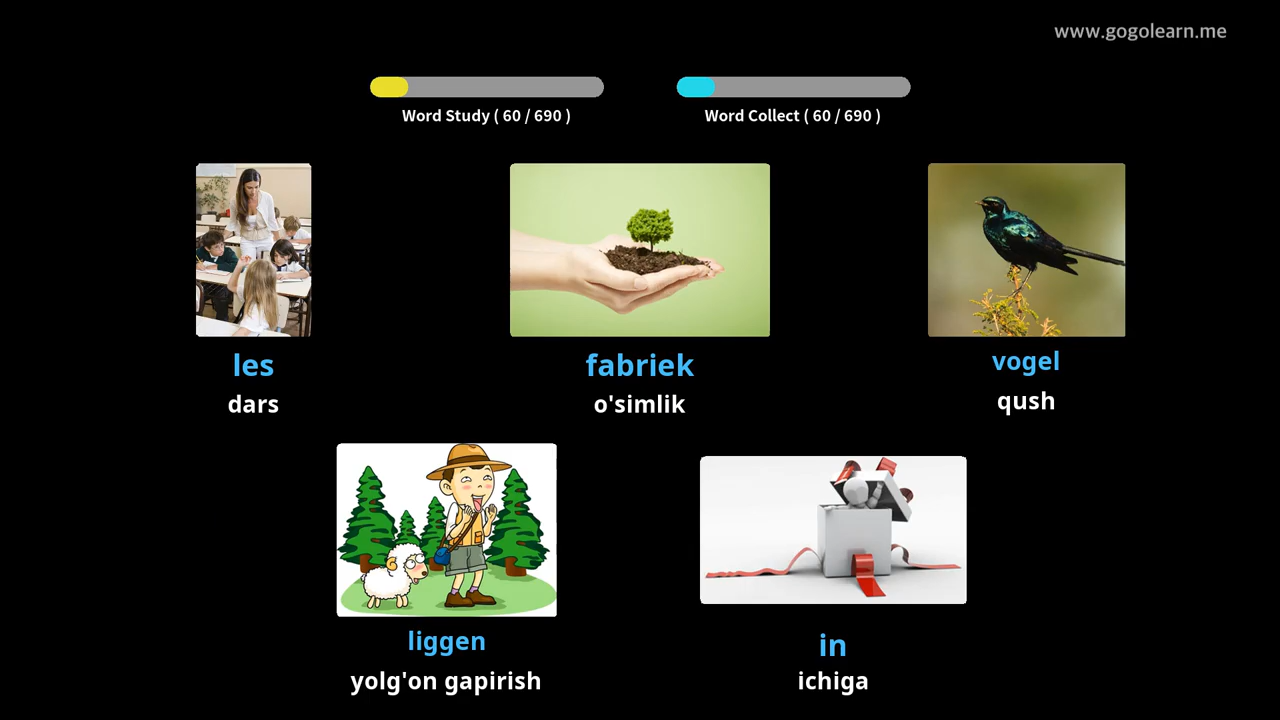 www.gogolearn.me
Word Study ( 60 / 690 )
Word Collect ( 60 / 690 )
les
dars
fabriek
o'simlik
vogel
qush
liggen
yolg'on gapirish
in
ichiga